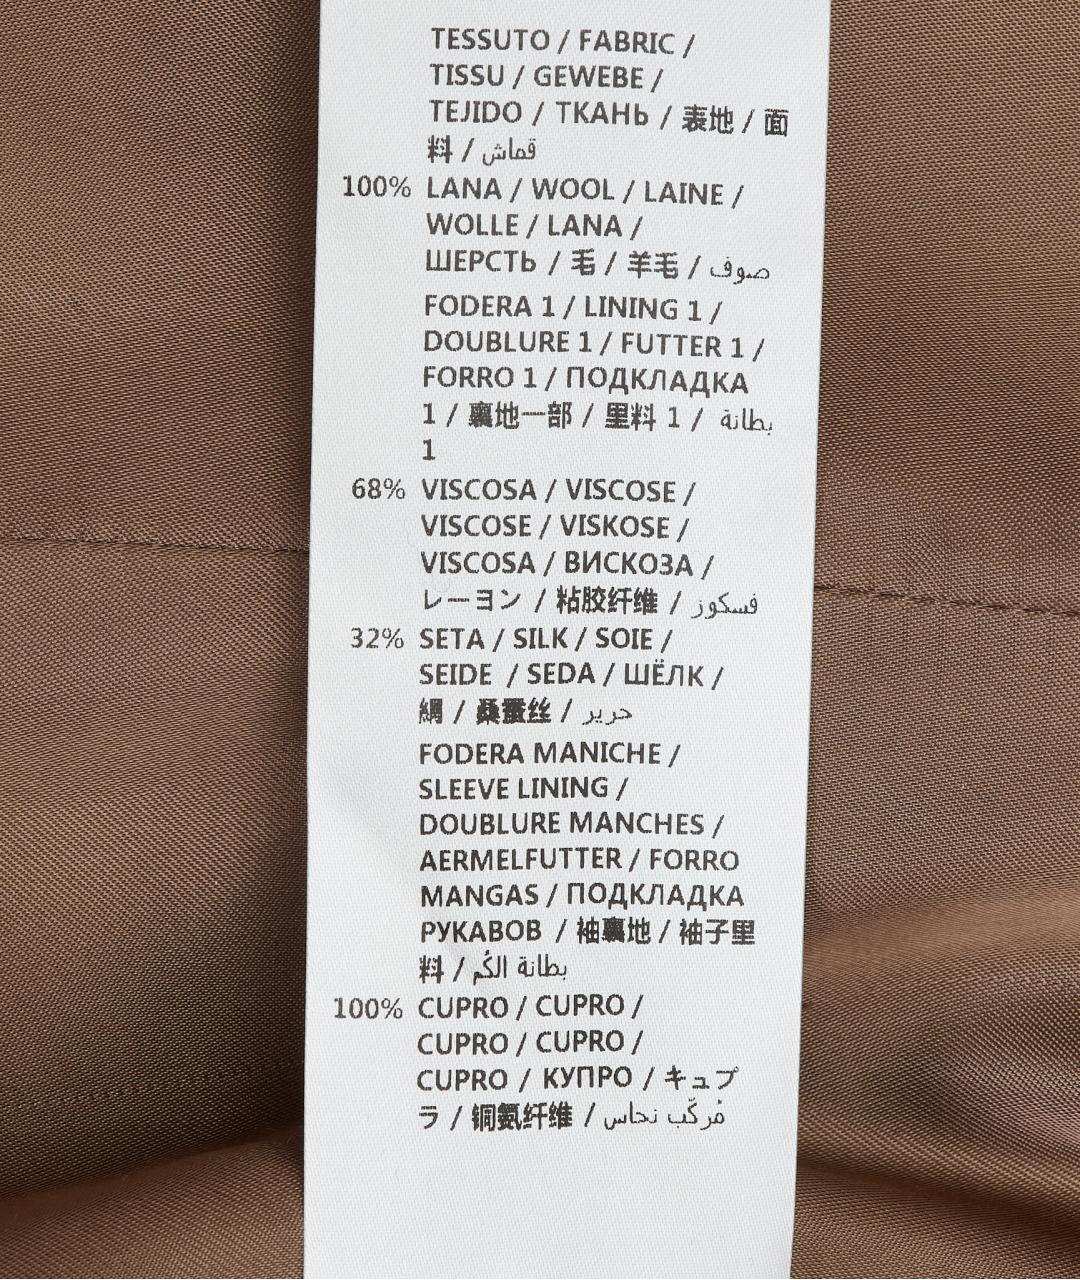 TESSUTO / FABRIC /
TISSU / GEWEBE /
TEJIDO / ТКАНЬ / 表地 / 面
料 / قماش
100% LANA / WOOL / LAINE /
WOLLE / LANA /
ШЕРСТЬ / 毛 / 羊毛 / صوف
FODERA 1 / LINING 1 /
DOUBLURE 1 / FUTTER 1 /
FORRO 1 / ПОДКЛАДКА
1 / 裏地一部 / 里料 1 / بطانة
1
68% VISCOSA / VISCOSE /
VISCOSE / VISKOSE /
VISCOSA / ВИСКОЗА /
レーヨン / 粘胶纤维 / فسكوز
32% SETA / SILK / SOIE /
SEIDE / SEDA / ШЁЛК /
絹 / 桑蚕丝 / حرير
FODERA MANICHE /
SLEEVE LINING /
DOUBLURE MANCHES /
AERMELFUTTER / FORRO
MANGAS / ПОДКЛАДКА
РУКАВОВ / 袖裏地 / 袖子里
料 / بطانة الكُم
100% CUPRO / CUPRO /
CUPRO / CUPRO /
CUPRO / КУПРО / キュプ
ラ / 铜氨纤维 / مُركّب نحاس